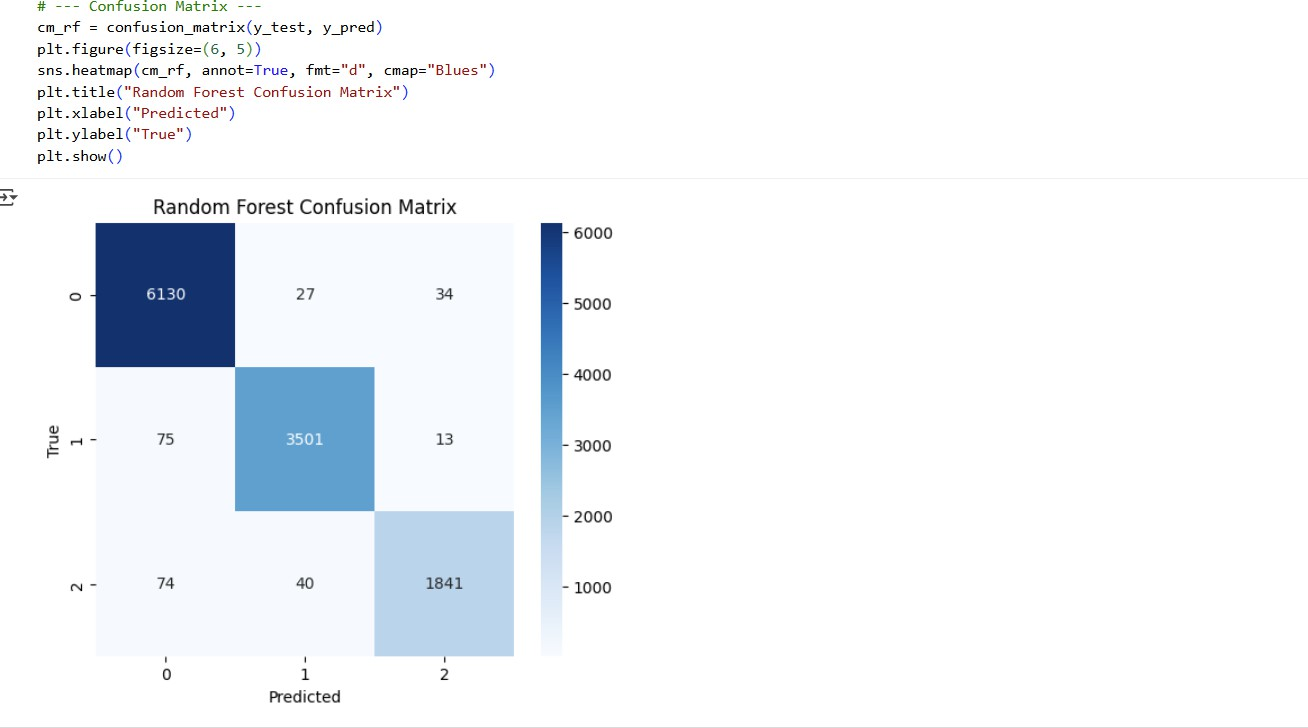 # --- Confusion Matrix ---
cm_rf = confusion_matrix(y_test, y_pred)
plt.figure(figsize=(6, 5))
sns.heatmap(cm_rf, annot=True, fmt="d", cmap="Blues")
plt.title("Random Forest Confusion Matrix")
plt.xlabel("Predicted")
plt.ylabel("True")
plt.show()
Random Forest Confusion Matrix
0 6130 27 34
1 75 3501 13
2 74 40 1841
True
0 1 2
Predicted
6000
5000
4000
3000
2000
1000